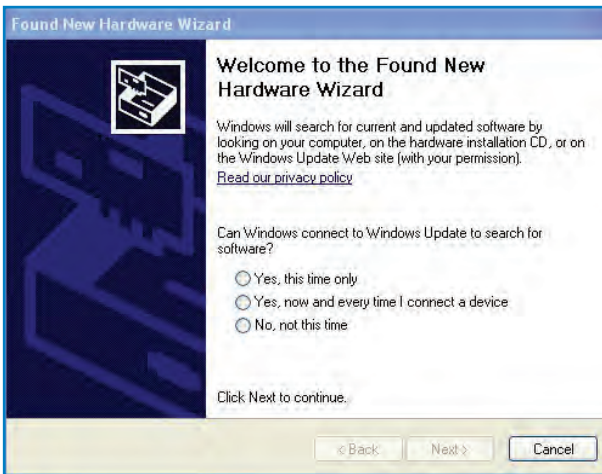 Found New Hardware Wizard
Welcome to the Found New
Hardware Wizard
Windows will search for current and updated software by
looking on your computer, on the hardware installation CD, or on
the Windows Update Web site (with your permission).
Read our privacy policy
Can Windows connect to Windows Update to search for
software?
Yes, this time only
Yes, now and every time I connect a device
No, not this time
Click Next to continue.
< Back Next > Cancel